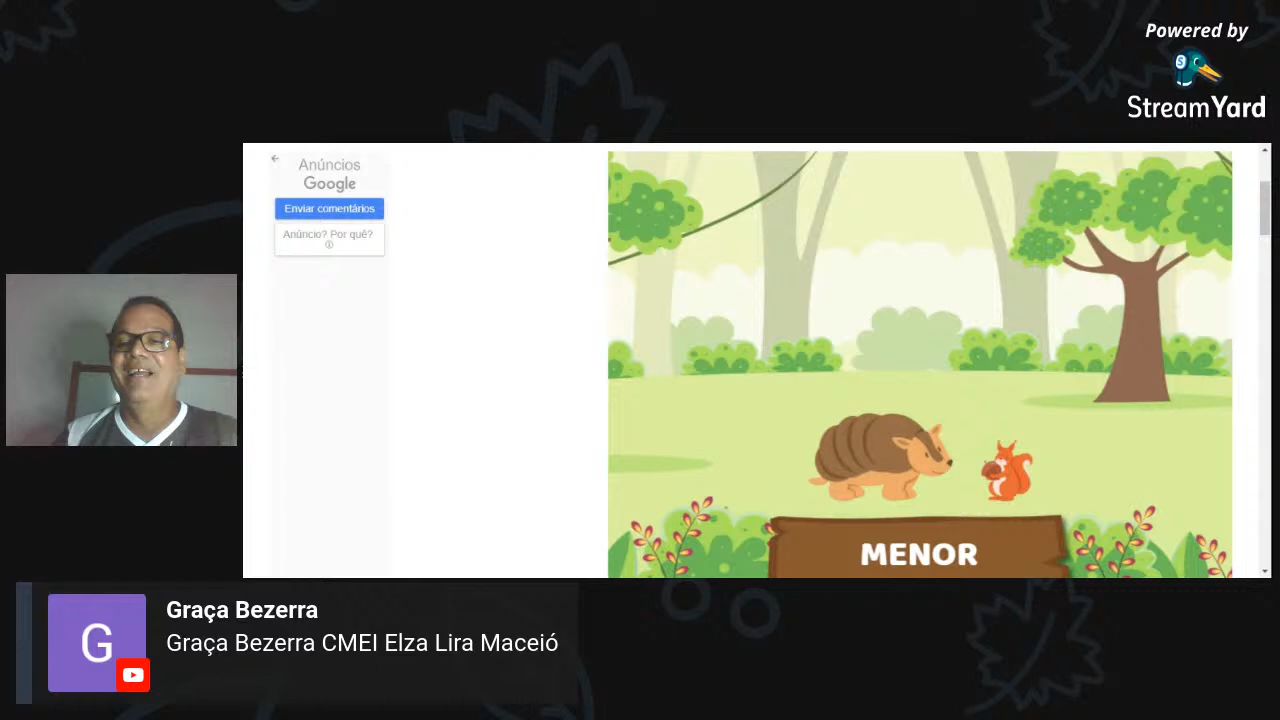 Powered by
StreamYard
Anúncios
Google
Enviar comentários
Anúncio? Por quê?
MENOR
G
Graça Bezerra
Graça Bezerra CMEI Elza Lira Maceió